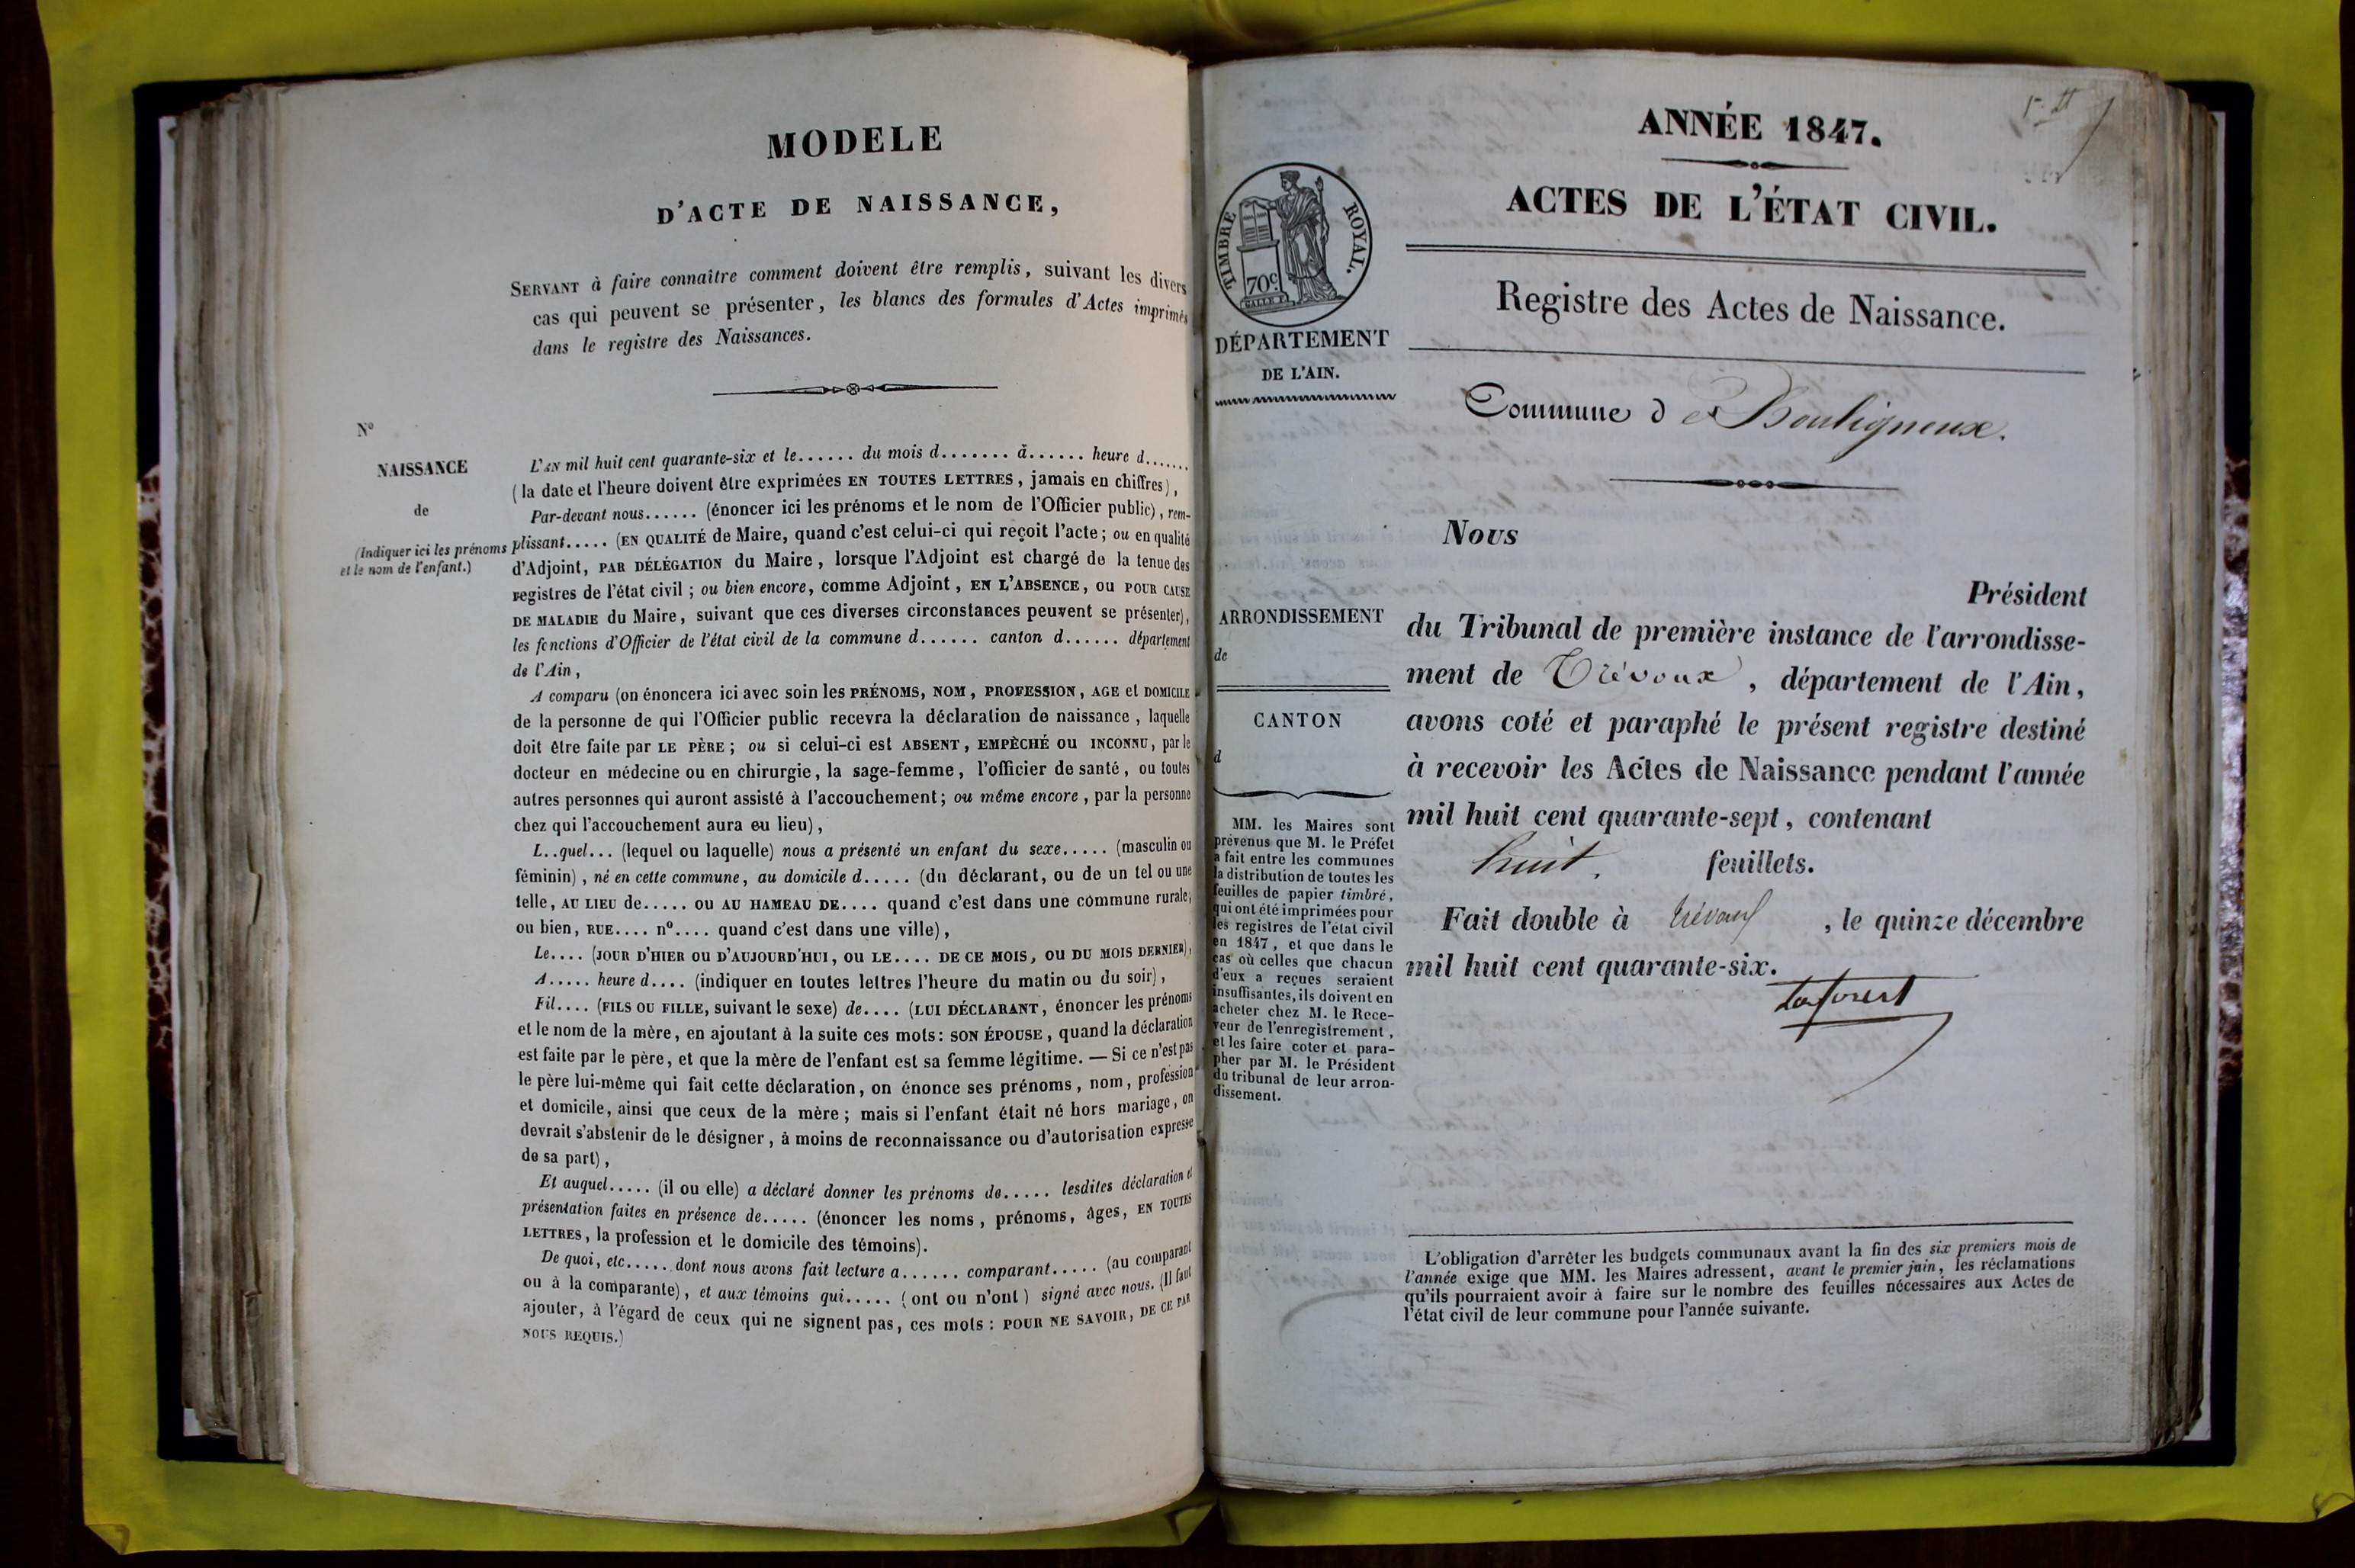 MODELE
D'ACTE DE NAISSANCE,
SERVANT à faire connaître comment doivent être remplis, suivant les divers
cas qui peuvent se présenter, les blancs des formules d'Actes imprimés
dans le registre des Naissances.
N°
NAISSANCE
de
(Indiquer ici les prénoms
et le nom de l'enfant.)
L'AN mil huit cent quarante-six et le...... du mois d....... à...... heure d.......
(la date et l'heure doivent être exprimées EN TOUTES LETTRES, jamais en chiffres),
Par-devant nous...... (énoncer ici les prénoms et le nom de l'Officier public), rem-
plissant..... (EN QUALITÉ de Maire, quand c'est celui-ci qui reçoit l'acte; ou en qualité
d'Adjoint, PAR DÉLÉGATION du Maire, lorsque l'Adjoint est chargé de la tenue des
registres de l'état civil; ou bien encore, comme Adjoint, EN L'ABSENCE, OU POUR CAUSE
DE MALADIE du Maire, suivant que ces diverses circonstances peuvent se présenter),
les fonctions d'Officier de l'état civil de la commune d...... canton d...... département
de l'Ain,
A comparu (on énoncera ici avec soin les PRÉNOMS, NOM, PROFESSION, AGE et DOMICILE
de la personne de qui l'Officier public recevra la déclaration de naissance, laquelle
doit être faite par LE PÈRE; ou si celui-ci est ABSENT, EMPÈCHÉ OU INCONNU, par le
docteur en médecine ou en chirurgie, la sage-femme, l'officier de santé, ou toutes
autres personnes qui auront assisté à l'accouchement; ou même encore, par la personne
chez qui l'accouchement aura eu lieu),
L..quel... (lequel ou laquelle) nous a présenté un enfant du sexe..... (masculin ou
féminin), né en cette commune, au domicile d..... (du déclarant, ou de un tel ou une
telle, AU LIEU de..... OU AU HAMEAU DE.... quand c'est dans une commune rurale,
ou bien, RUE.... n°.... quand c'est dans une ville),
Le.... (JOUR D'HIER OU D'AUJOURD'HUI, OU LE.... DE CE MOIS, OU DU MOIS DERNIER),
A..... heure d.... (indiquer en toutes lettres l'heure du matin ou du soir),
Fil.... (FILS OU FILLE, suivant le sexe) de.... (LUI DÉCLARANT, énoncer les prénoms
et le nom de la mère, en ajoutant à la suite ces mots: SON ÉPOUSE, quand la déclaration
est faite par le père, et que la mère de l'enfant est sa femme légitime. — Si ce n'est pas
le père lui-même qui fait cette déclaration, on énonce ses prénoms, nom, profession
et domicile, ainsi que ceux de la mère; mais si l'enfant était né hors mariage, on
devrait s'abstenir de le désigner, à moins de reconnaissance ou d'autorisation expresse
de sa part),
Et auquel..... (il ou elle) a déclaré donner les prénoms de..... lesdites déclaration et
présentation faites en présence de..... (énoncer les noms, prénoms, âges, EN TOUTES
LETTRES, la profession et le domicile des témoins).
De quoi, etc..... dont nous avons fait lecture a...... comparant..... (au comparant
ou à la comparante), et aux témoins qui..... (ont ou n'ont) signé avec nous. (Il faut
ajouter, à l'égard de ceux qui ne signent pas, ces mots: POUR NE SAVOIR, DE CE PAR
NOUS REQUIS.)
TIMBRE ROYAL.
70c
DÉPARTEMENT
DE L'AIN.
ARRONDISSEMENT
de
CANTON
d
MM. les Maires sont
prévenus que M. le Préfet
a fait entre les communes
la distribution de toutes les
feuilles de papier timbré,
qui ont été imprimées pour
les registres de l'état civil
en 1847, et que dans le
cas où celles que chacun
d'eux a reçues seraient
insuffisantes, ils doivent en
acheter chez M. le Rece-
veur de l'enregistrement,
et les faire coter et para-
pher par M. le Président
du tribunal de leur arron-
dissement.
ANNÉE 1847.
ACTES DE L'ÉTAT CIVIL.
Registre des Actes de Naissance.
Commune de Bouligneux.
Nous
Président
du Tribunal de première instance de l'arrondisse-
ment de Trévoux, département de l'Ain,
avons coté et paraphé le présent registre destiné
à recevoir les Actes de Naissance pendant l'année
mil huit cent quarante-sept, contenant
huit. feuillets.
Fait double à Trévoux, le quinze décembre
mil huit cent quarante-six.
Laforest
L'obligation d'arrêter les budgets communaux avant la fin des six premiers mois de
l'année exige que MM. les Maires adressent, avant le premier juin, les réclamations
qu'ils pourraient avoir à faire sur le nombre des feuilles nécessaires aux Actes de
l'état civil de leur commune pour l'année suivante.